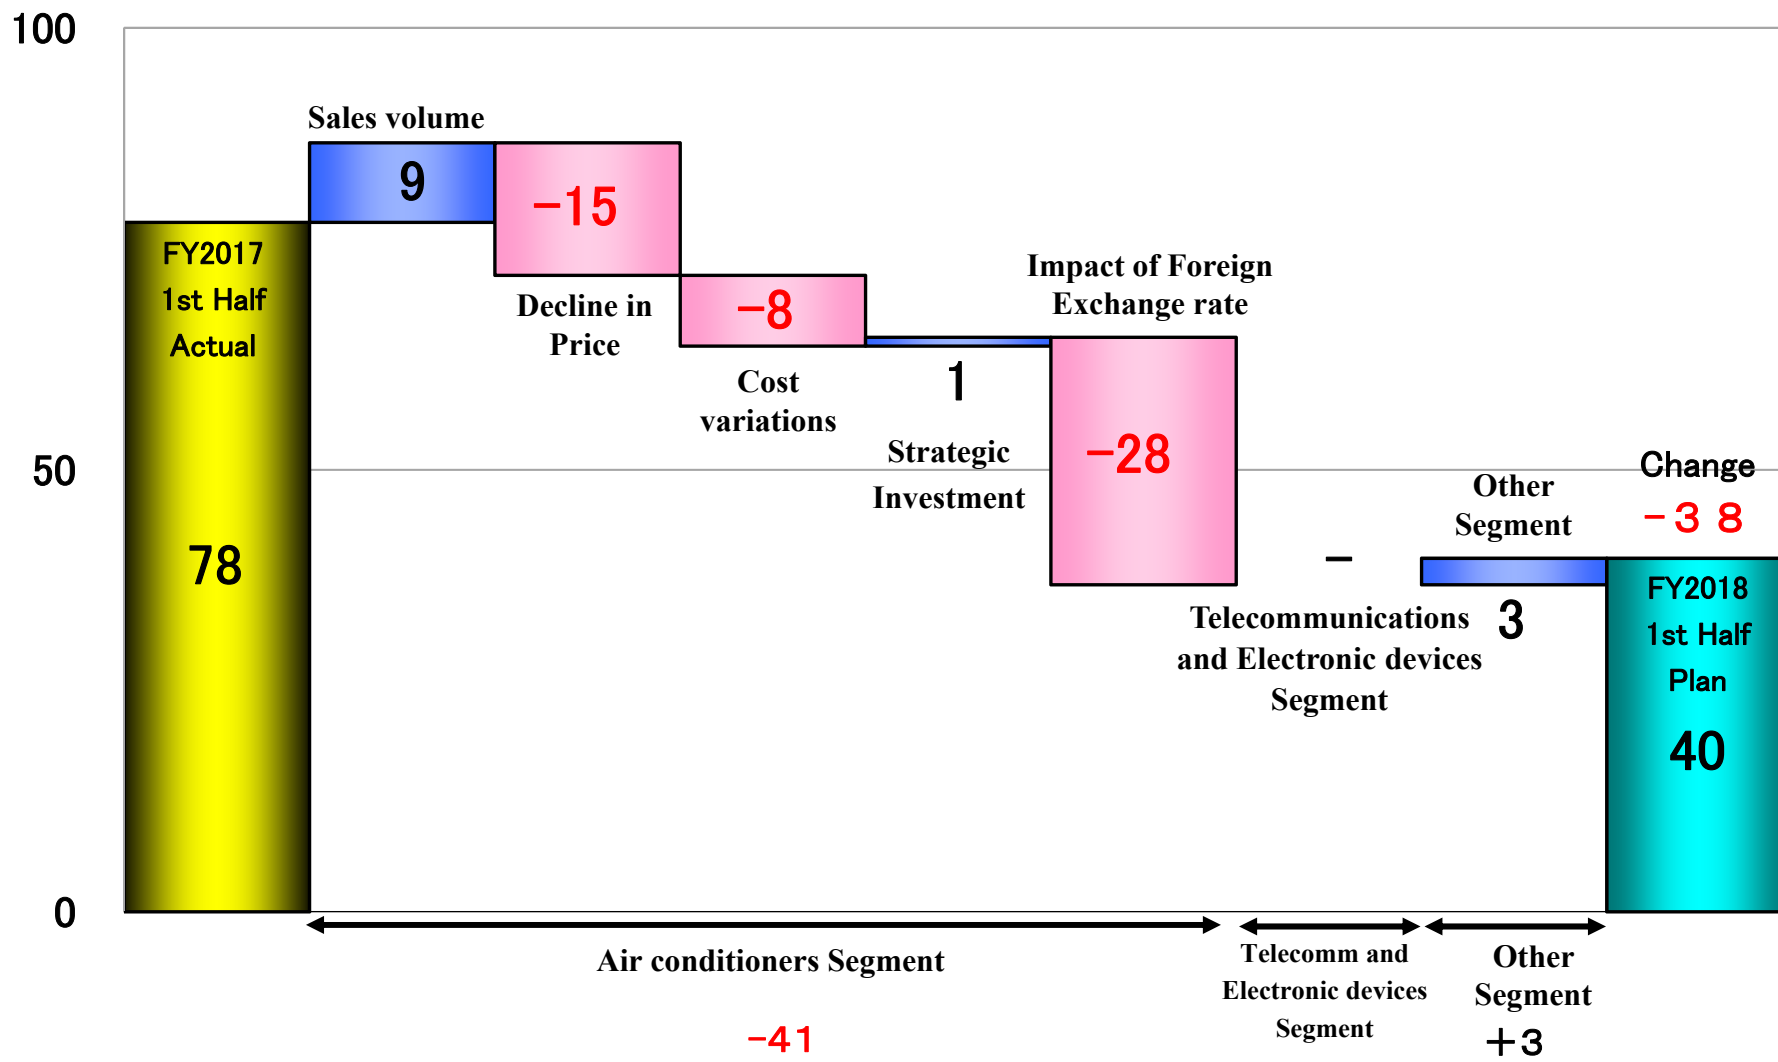 100
50
0
FY2017
1st Half
Actual
78
Sales volume
9
-15
Decline in
Price
-8
Cost
variations
1
Strategic
Investment
Impact of Foreign
Exchange rate
-28
-
Telecommunications
and Electronic devices
Segment
Other
Segment
3
Change
-38
FY2018
1st Half
Plan
40
Air conditioners Segment
-41
Telecomm and
Electronic devices
Segment
Other
Segment
+3